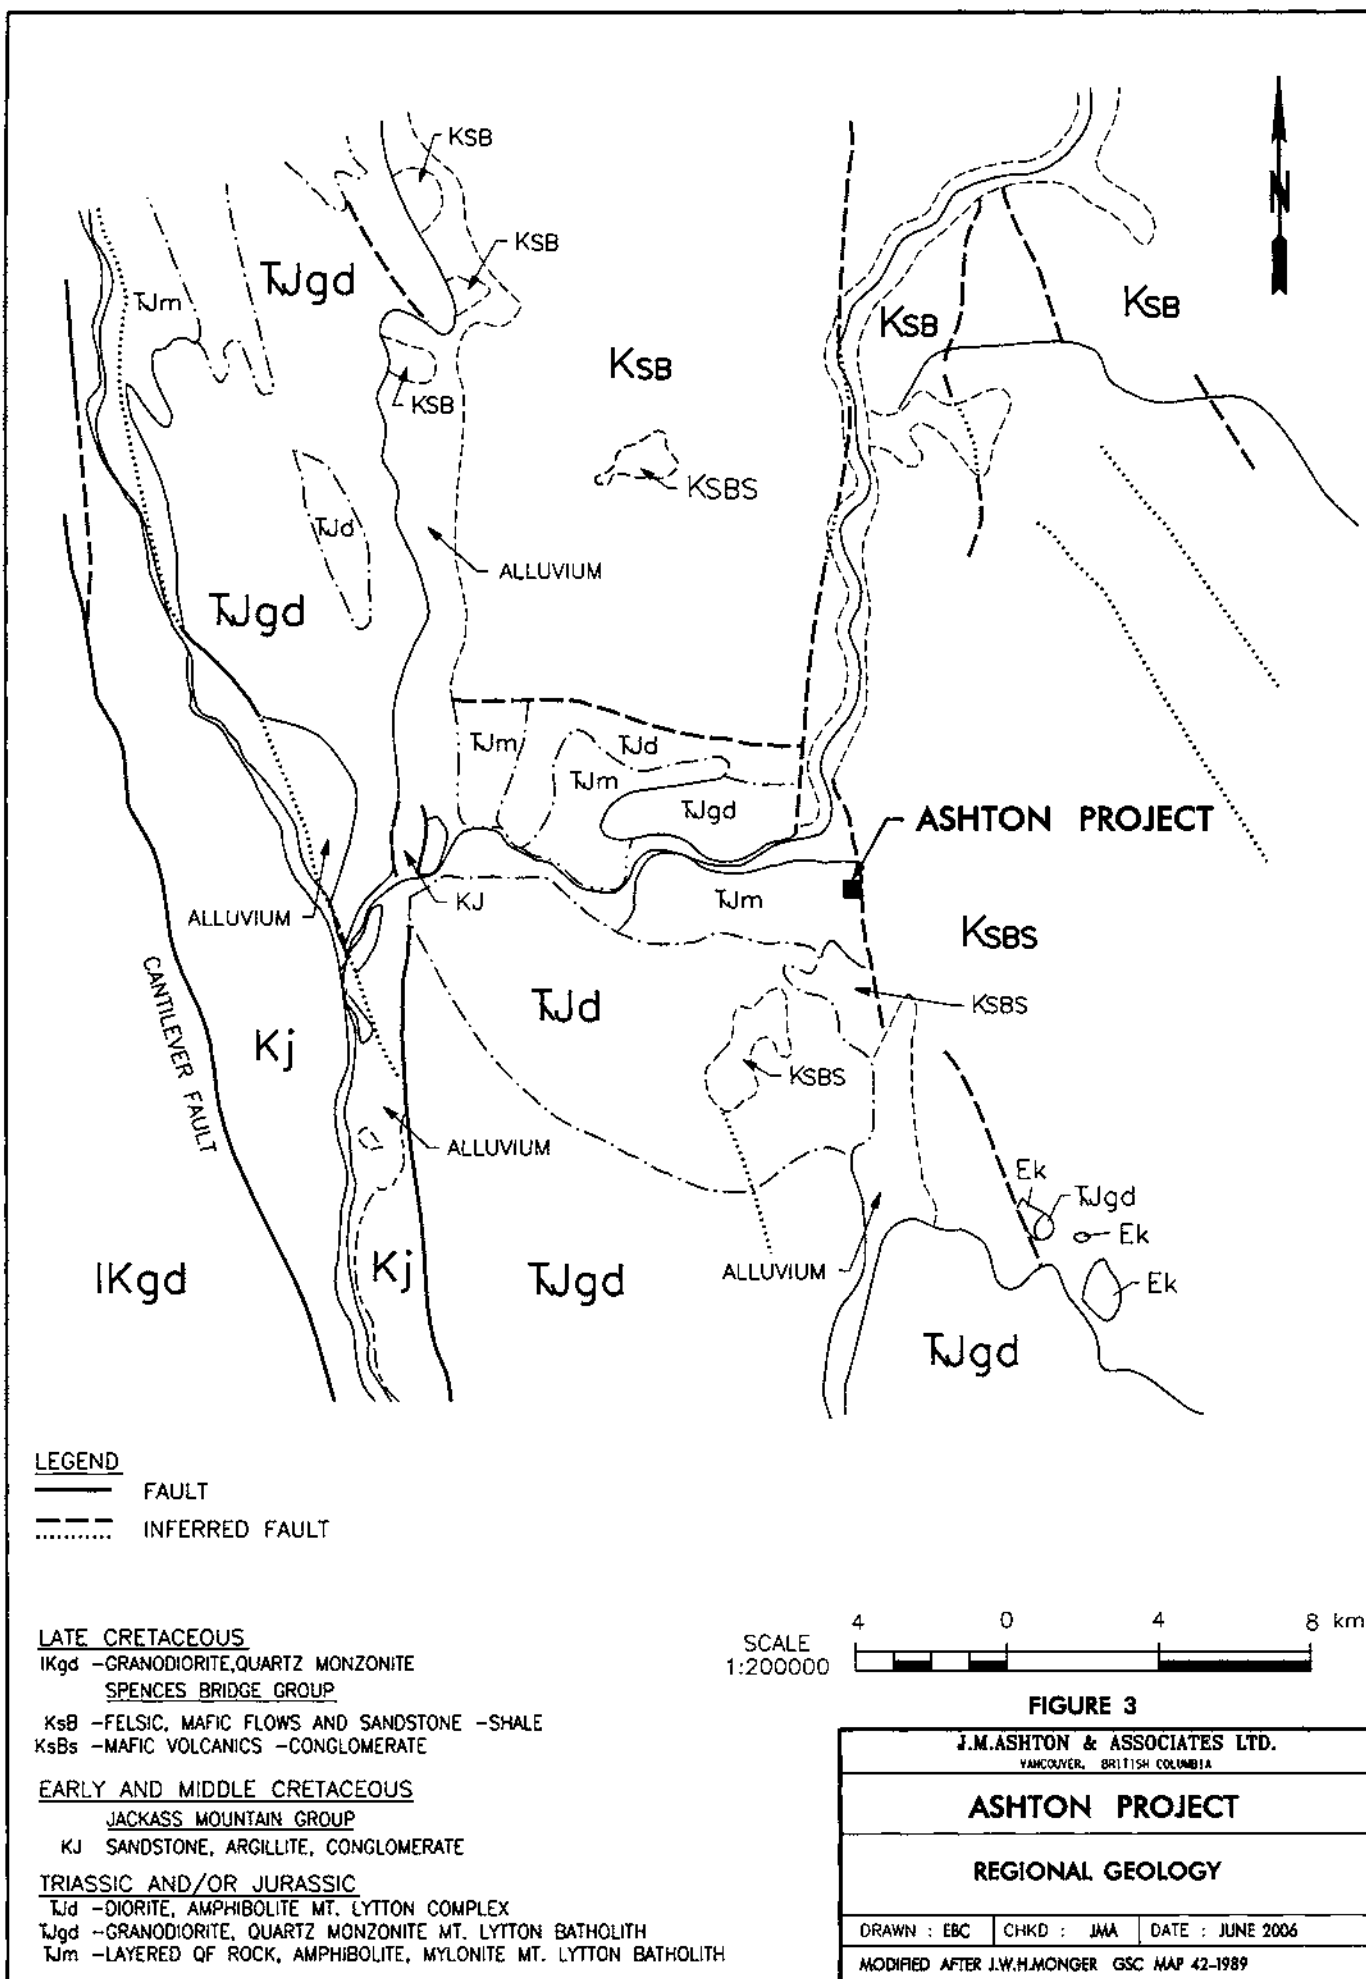 KSB
N
KSB
TJgd
TJm
KSB
KSB
KSB
KSB
KSB
KSBS
TJd
ALLUVIUM
TJgd
TJm
TJd
TJm
TJgd
ASHTON PROJECT
KJ
TJm
ALLUVIUM
KSBS
CANTILEVER FAULT
TJd
KSBS
Kj
KSBS
ALLUVIUM
Ek
TJgd
Ek
IKgd
Kj
TJgd
ALLUVIUM
Ek
TJgd
LEGEND
FAULT
INFERRED FAULT
LATE CRETACEOUS
IKgd -GRANODIORITE,QUARTZ MONZONITE
SPENCES BRIDGE GROUP
KsB -FELSIC, MAFIC FLOWS AND SANDSTONE -SHALE
KsBs -MAFIC VOLCANICS -CONGLOMERATE
EARLY AND MIDDLE CRETACEOUS
JACKASS MOUNTAIN GROUP
KJ SANDSTONE, ARGILLITE, CONGLOMERATE
TRIASSIC AND/OR JURASSIC
TJd -DIORITE, AMPHIBOLITE MT. LYTTON COMPLEX
TJgd -GRANODIORITE, QUARTZ MONZONITE MT. LYTTON BATHOLITH
TJm -LAYERED QF ROCK, AMPHIBOLITE, MYLONITE MT. LYTTON BATHOLITH
4 0 4 8 km
SCALE
1:200000
FIGURE 3
J.M.ASHTON & ASSOCIATES LTD.
VANCOUVER, BRITISH COLUMBIA
ASHTON PROJECT
REGIONAL GEOLOGY
DRAWN : EBC CHKD : JMA DATE : JUNE 2006
MODIFIED AFTER J.W.H.MONGER GSC MAP 42-1989